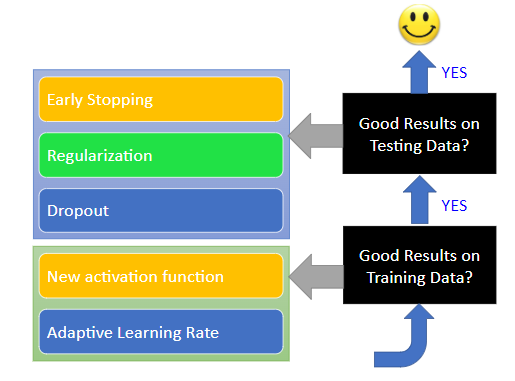 YES
Early Stopping
Good Results on
Testing Data?
Regularization
Dropout
YES
New activation function
Good Results on
Training Data?
Adaptive Learning Rate